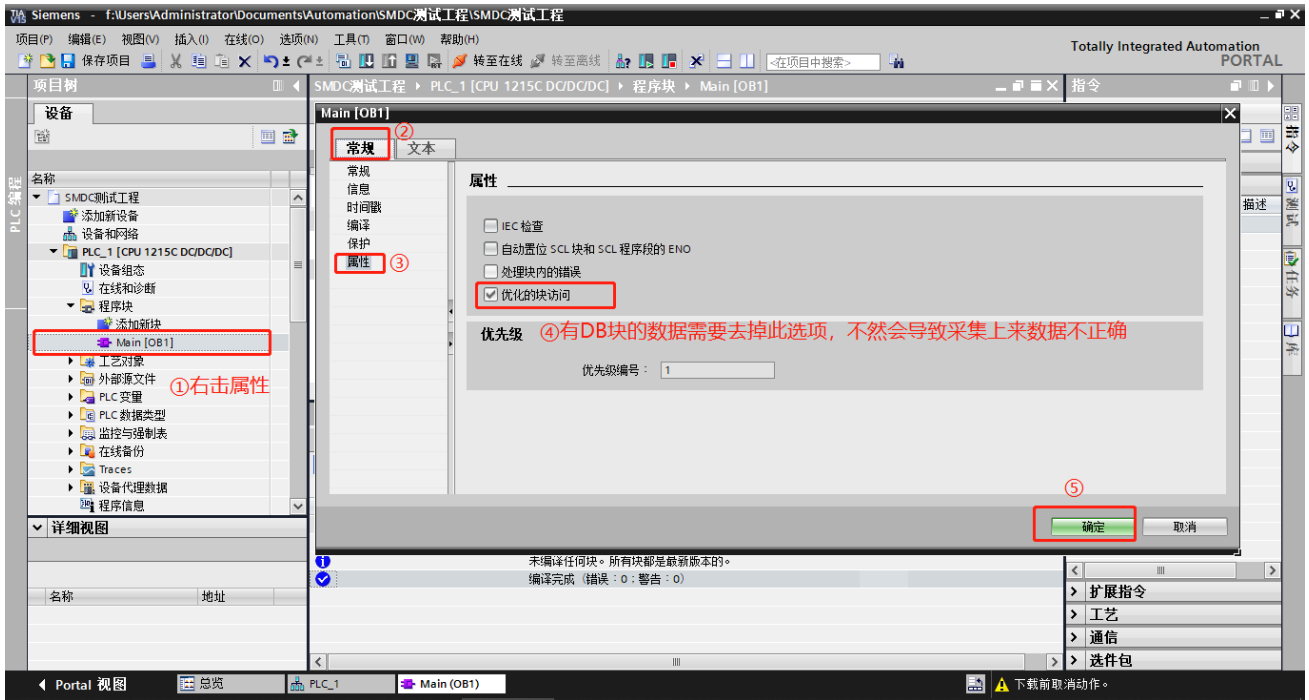 Siemens - f:\Users\Administrator\Documents\Automation\SMDC测试工程\SMDC测试工程
项目(P) 编辑(E) 视图(V) 插入(I) 在线(O) 选项(N) 工具(T) 窗口(W) 帮助(H)
Totally Integrated Automation
PORTAL
保存项目 转至在线 转至离线 <在项目中搜索>
项目树
SMDC测试工程 PLC_1 [CPU 1215C DC/DC/DC] 程序块 Main [OB1]
指令
设备
PLC 编程
名称
SMDC测试工程
添加新设备
设备和网络
PLC_1 [CPU 1215C DC/DC/DC]
设备组态
在线和诊断
程序块
添加新块
Main [OB1]
工艺对象
外部源文件
PLC 变量
PLC 数据类型
监控与强制表
在线备份
Traces
设备代理数据
程序信息
①右击属性
详细视图
名称 地址
Main [OB1]
②
常规 文本
常规
信息
时间戳
编译
保护
属性 ③
属性
IEC 检查
自动置位 SCL 块和 SCL 程序段的 ENO
处理块内的错误
优化的块访问
优先级
④有DB块的数据需要去掉此选项，不然会导致采集上来数据不正确
优先级编号： 1
⑤
确定 取消
未编译任何块。所有块都是最新版本的。
编译完成（错误：0；警告：0）
描述
指令
测试
任务
库
扩展指令
工艺
通信
选件包
Portal 视图 总览 PLC_1 Main (OB1) 下载前取消动作。